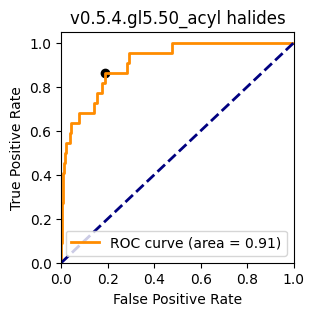 v0.5.4.gl5.50_acyl halides
True Positive Rate
1.0
0.8
0.6
0.4
0.2
0.0
ROC curve (area = 0.91)
0.0 0.2 0.4 0.6 0.8 1.0
False Positive Rate